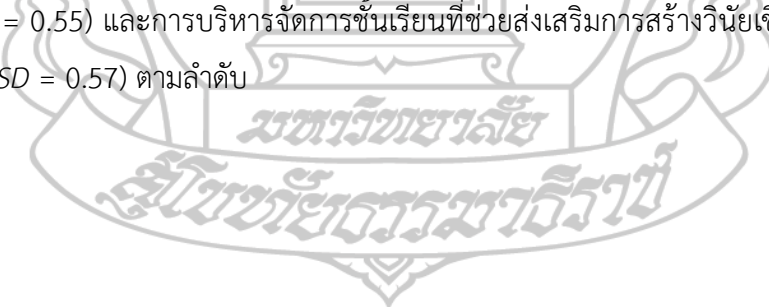 = 0.55) และการบริหารจัดการชั้นเรียนที่ช่วยส่งเสริมการสร้างวินัยเชิ
SD = 0.57) ตามลำดับ
มหาวิทยาลัย
สุโขทัยธรรมาธิราช